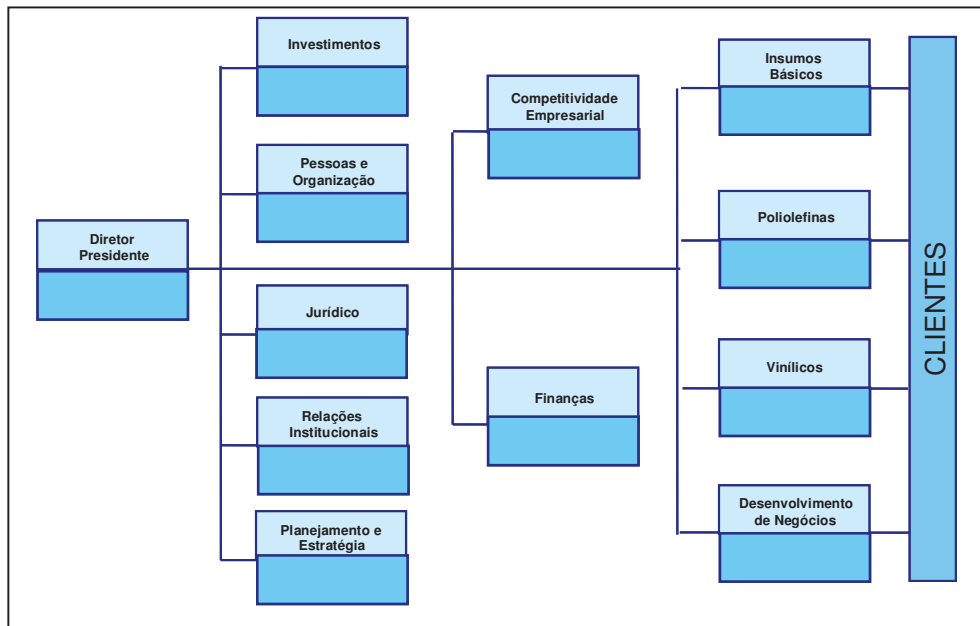 Diretor
Presidente
Investimentos
Pessoas e
Organização
Jurídico
Relações
Institucionais
Planejamento e
Estratégia
Competitividade
Empresarial
Finanças
Insumos
Básicos
Poliolefinas
Vinílicos
Desenvolvimento
de Negócios
CLIENTES